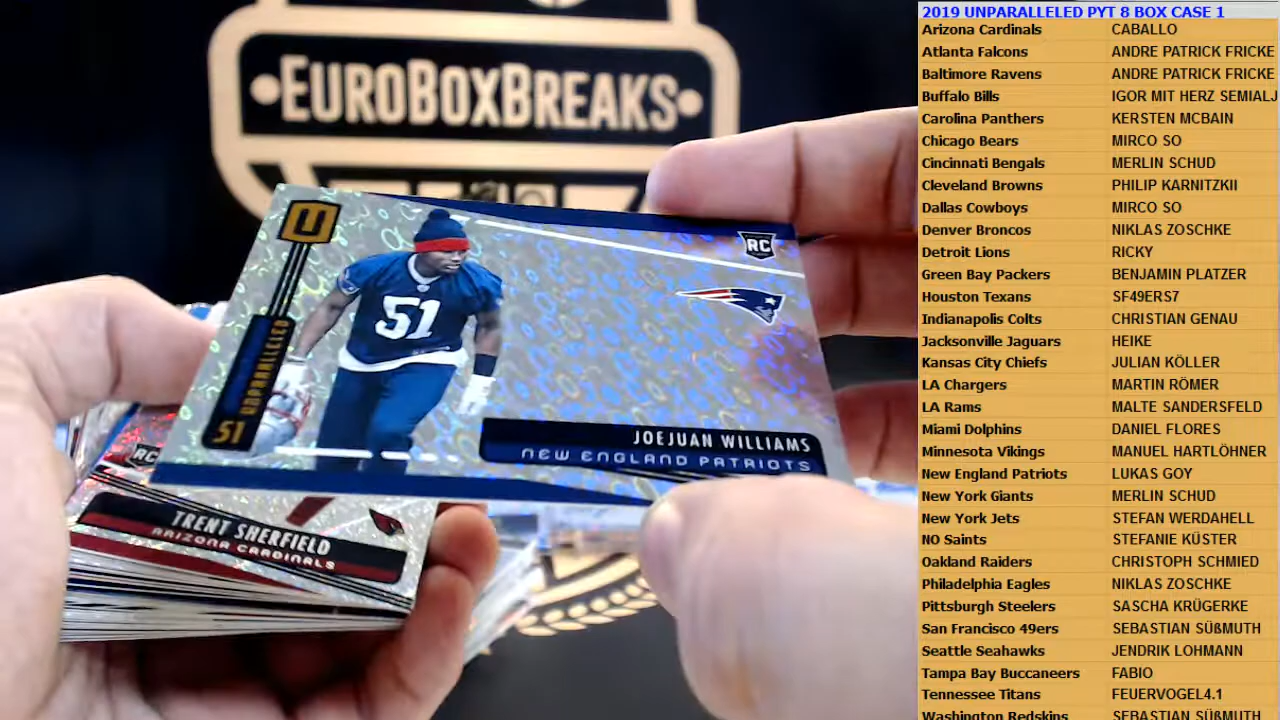 EUROBOXBREAKS
U
RC
51
UNPARALLELED
51
JOEJUAN WILLIAMS
NEW ENGLAND PATRIOTS
RC
TRENT SHERFIELD
ARIZONA CARDINALS
2019 UNPARALLELED PYT 8 BOX CASE 1
Arizona Cardinals CABALLO
Atlanta Falcons ANDRE PATRICK FRICKE
Baltimore Ravens ANDRE PATRICK FRICKE
Buffalo Bills IGOR MIT HERZ SEMIALJ
Carolina Panthers KERSTEN MCBAIN
Chicago Bears MIRCO SO
Cincinnati Bengals MERLIN SCHUD
Cleveland Browns PHILIP KARNITZKII
Dallas Cowboys MIRCO SO
Denver Broncos NIKLAS ZOSCHKE
Detroit Lions RICKY
Green Bay Packers BENJAMIN PLATZER
Houston Texans SF49ERS7
Indianapolis Colts CHRISTIAN GENAU
Jacksonville Jaguars HEIKE
Kansas City Chiefs JULIAN KÖLLER
LA Chargers MARTIN RÖMER
LA Rams MALTE SANDERSFELD
Miami Dolphins DANIEL FLORES
Minnesota Vikings MANUEL HARTLÖHNER
New England Patriots LUKAS GOY
New York Giants MERLIN SCHUD
New York Jets STEFAN WERDAHELL
NO Saints STEFANIE KÜSTER
Oakland Raiders CHRISTOPH SCHMIED
Philadelphia Eagles NIKLAS ZOSCHKE
Pittsburgh Steelers SASCHA KRÜGERKE
San Francisco 49ers SEBASTIAN SÜßMUTH
Seattle Seahawks JENDRIK LOHMANN
Tampa Bay Buccaneers FABIO
Tennessee Titans FEUERVOGEL4.1
Washington Redskins SEBASTIAN SÜßMUTH